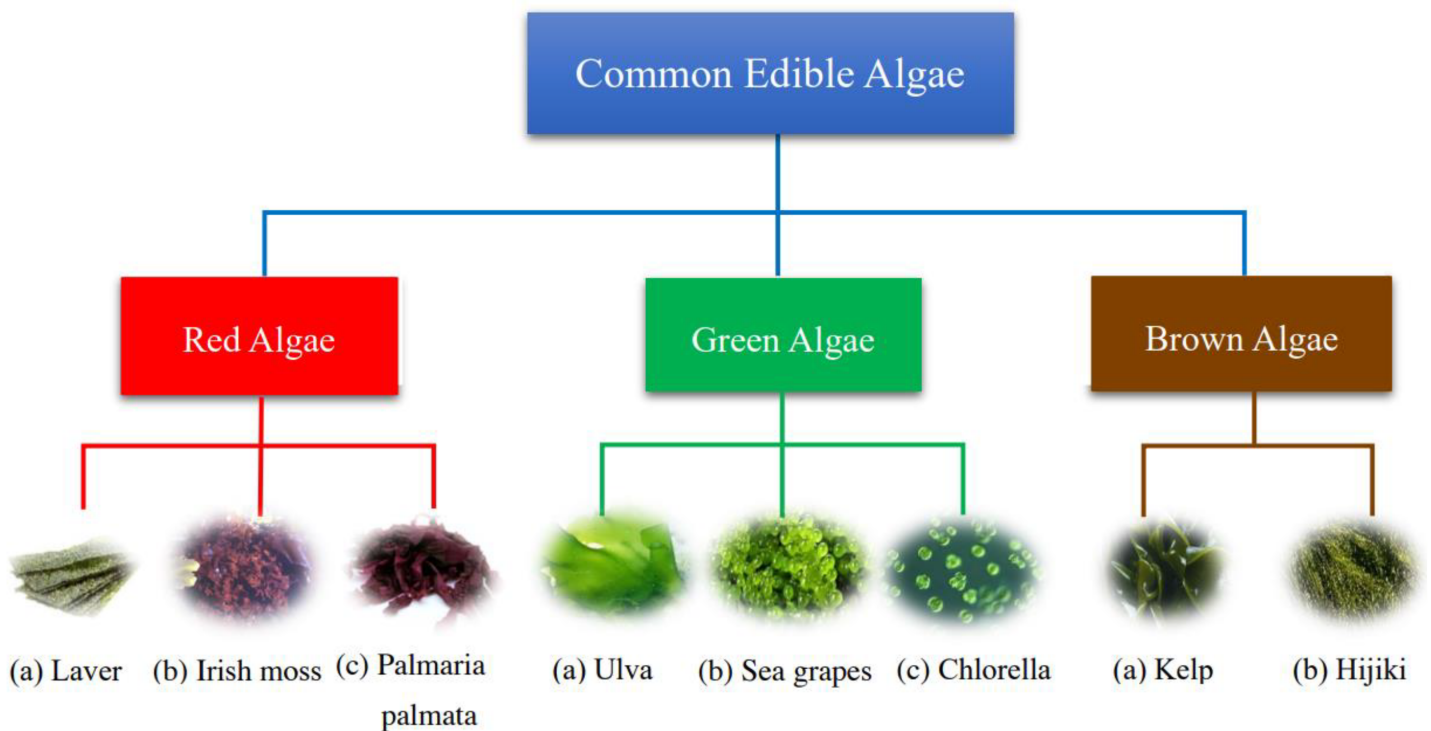 Common Edible Algae
Red Algae
Green Algae
Brown Algae
(a) Laver
(b) Irish moss
(c) Palmaria
palmata
(a) Ulva
(b) Sea grapes
(c) Chlorella
(a) Kelp
(b) Hijiki